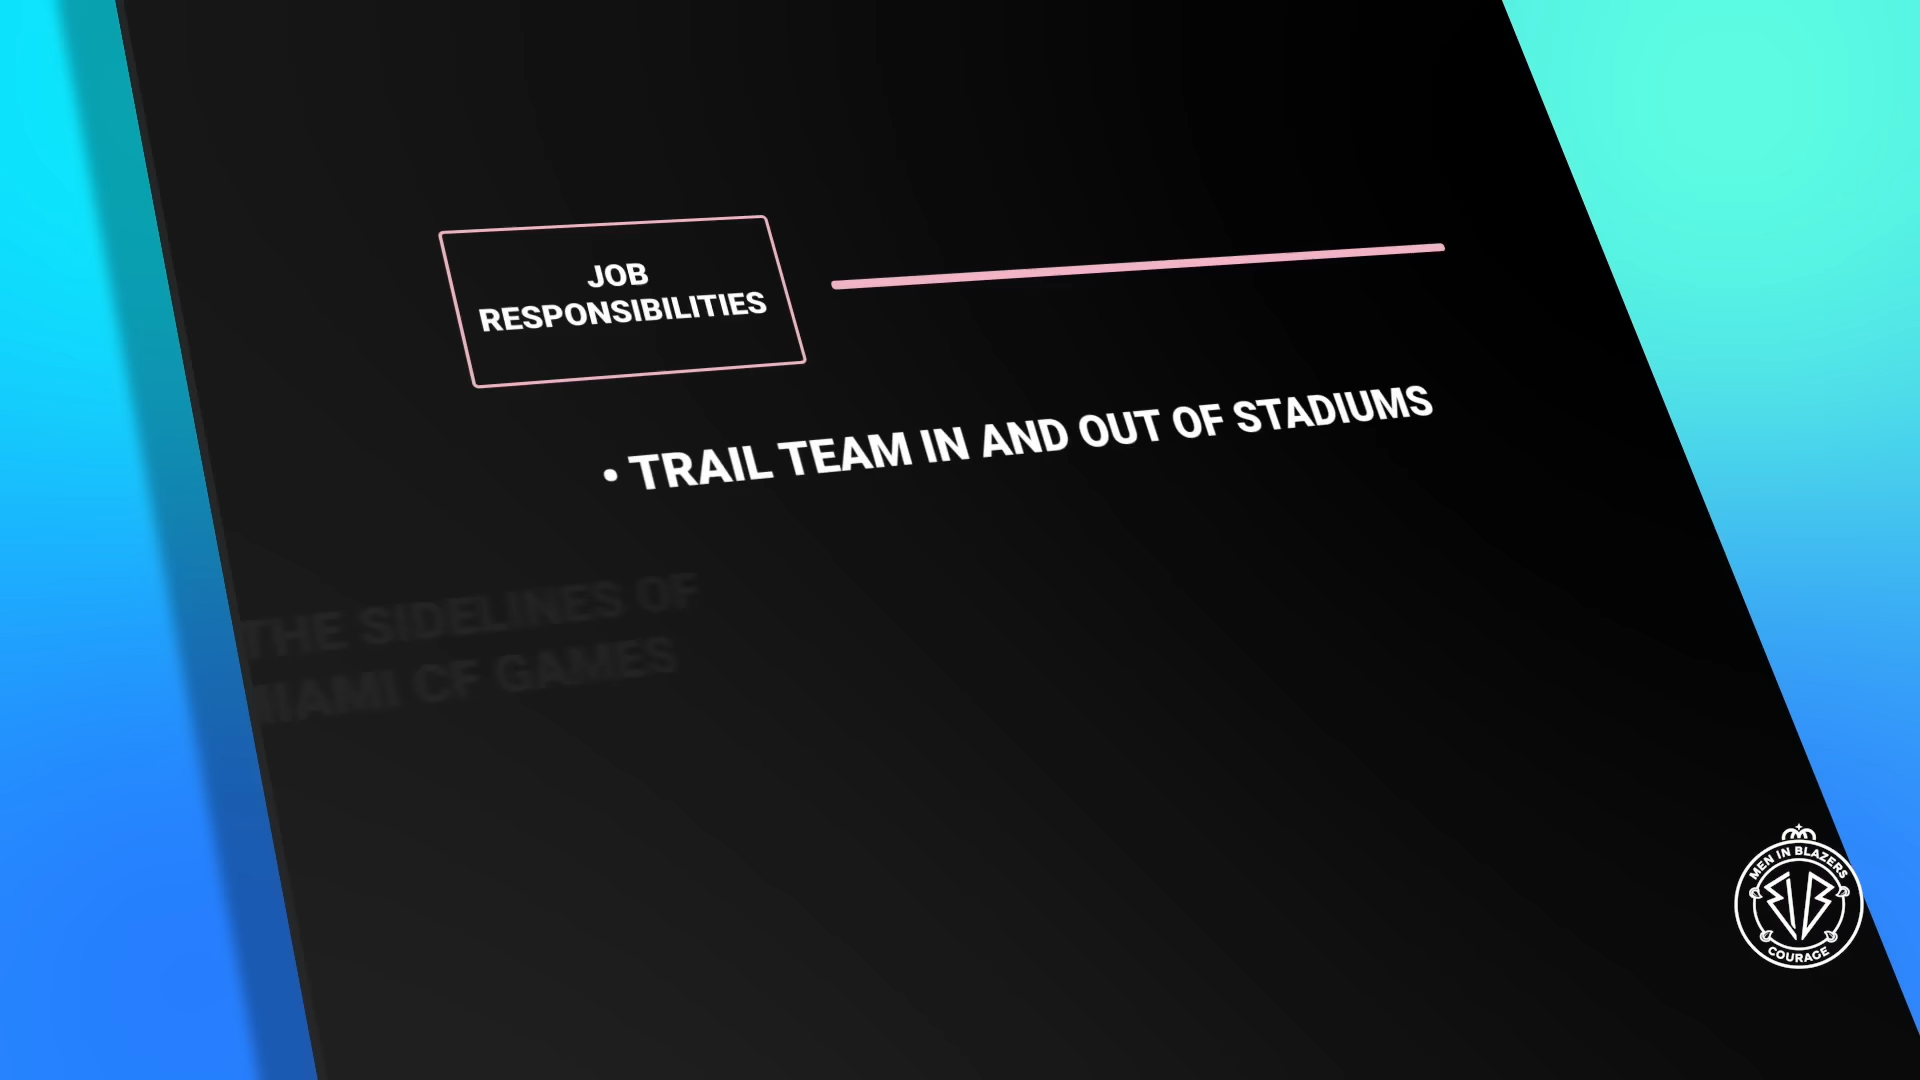 JOB
RESPONSIBILITIES
• TRAIL TEAM IN AND OUT OF STADIUMS
THE SIDELINES OF
MIAMI CF GAMES
MEN IN BLAZERS
COURAGE